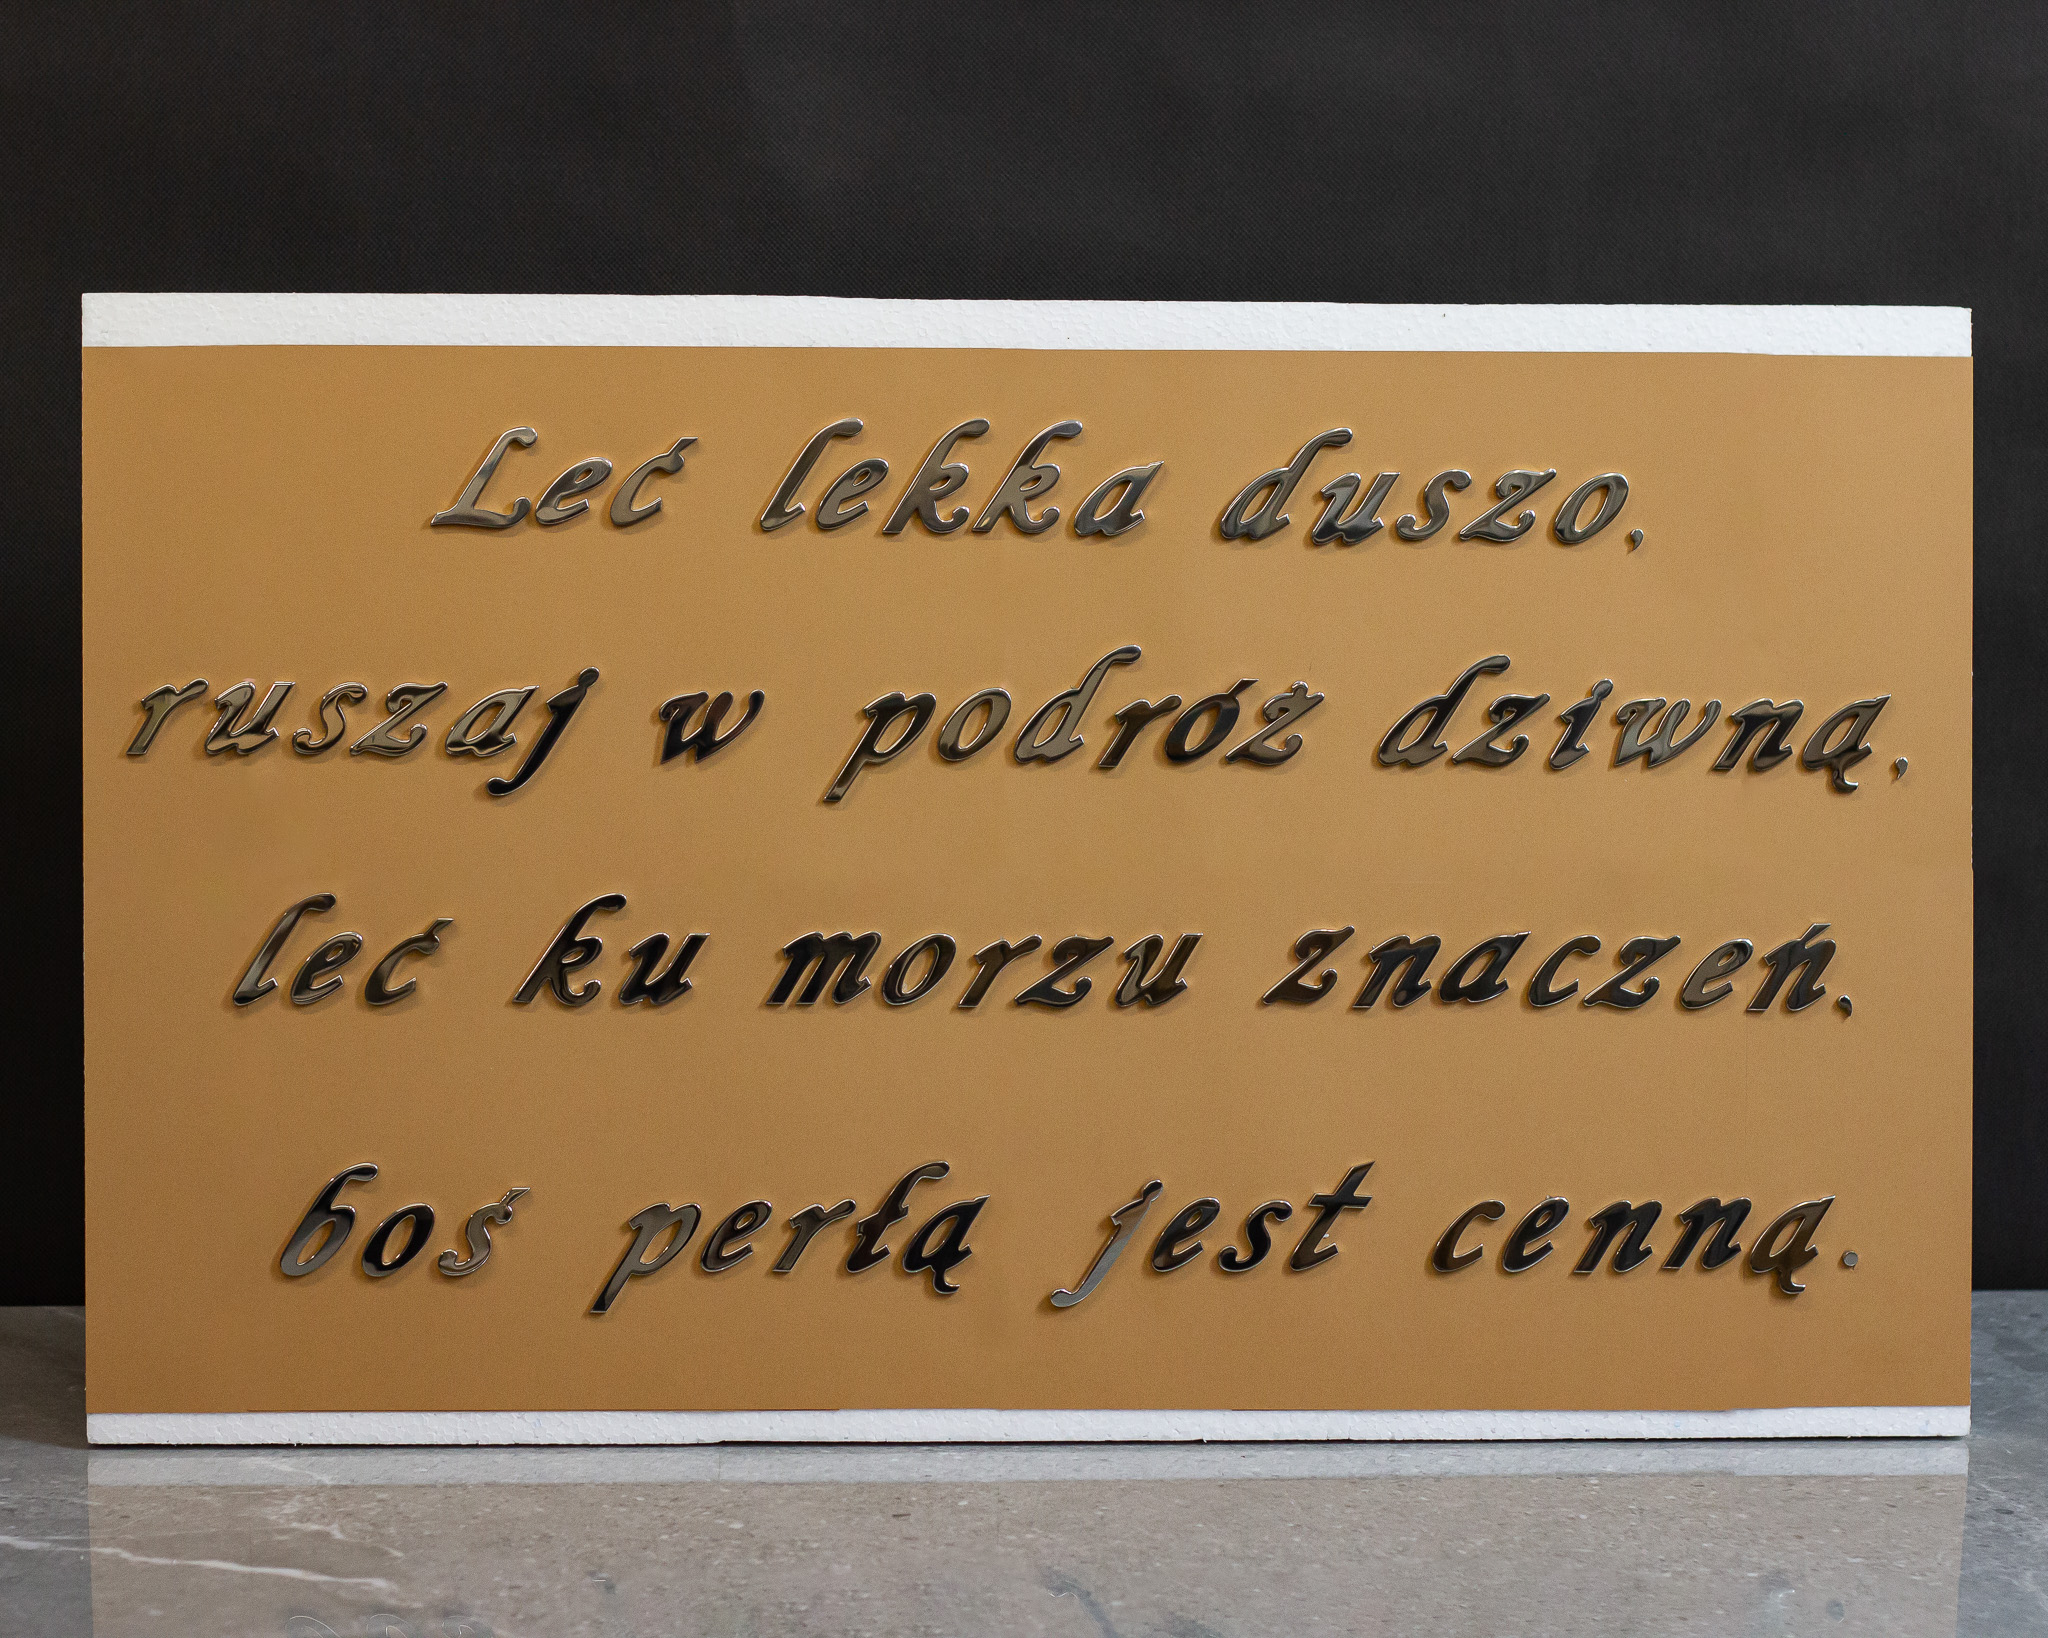 Leć lekka duszo,
ruszaj w podróż dziwną,
leć ku morzu znaczeń,
boś perłą jest cenną.